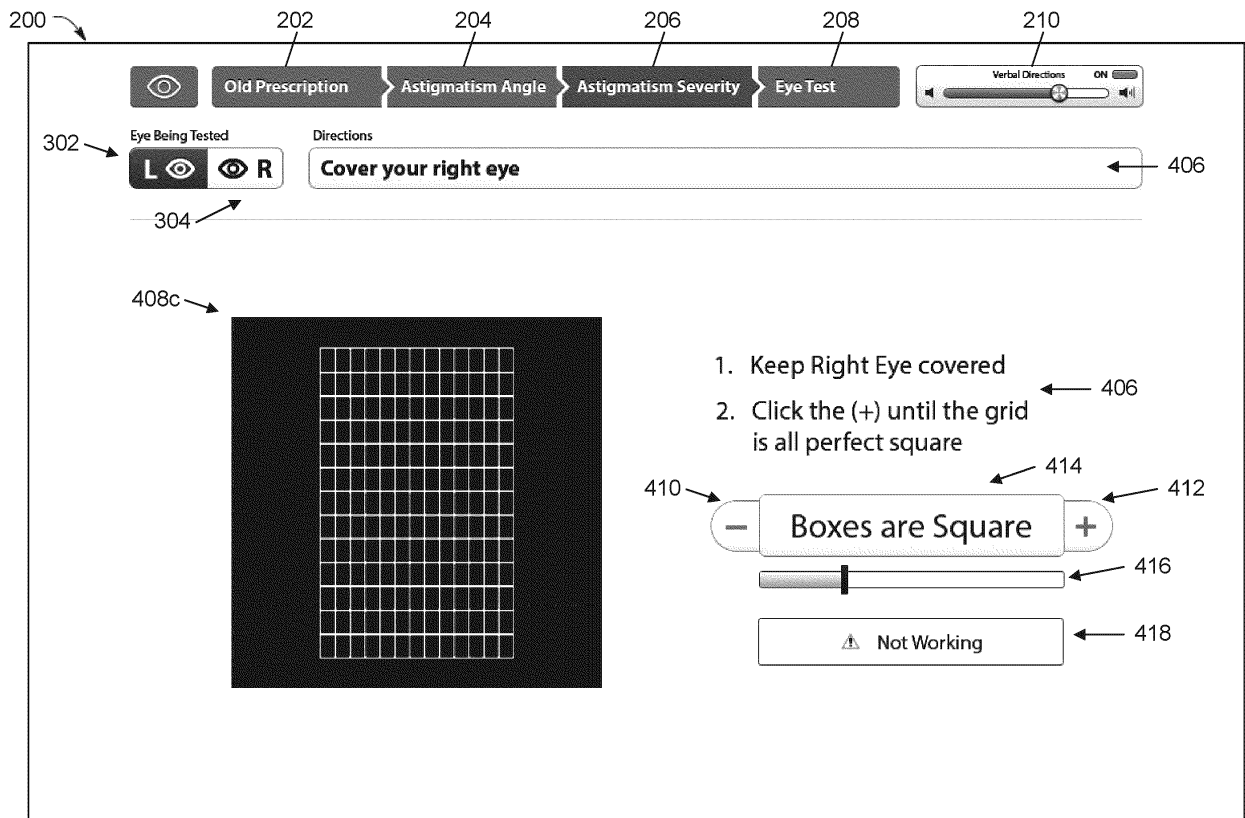 200 202 204 206 208 210
Old Prescription Astigmatism Angle Astigmatism Severity Eye Test
Verbal Directions ON
Eye Being Tested Directions
302 L R Cover your right eye 406
304
408c
1. Keep Right Eye covered
406
2. Click the (+) until the grid
is all perfect square
414
410 412
− Boxes are Square +
416
Not Working 418